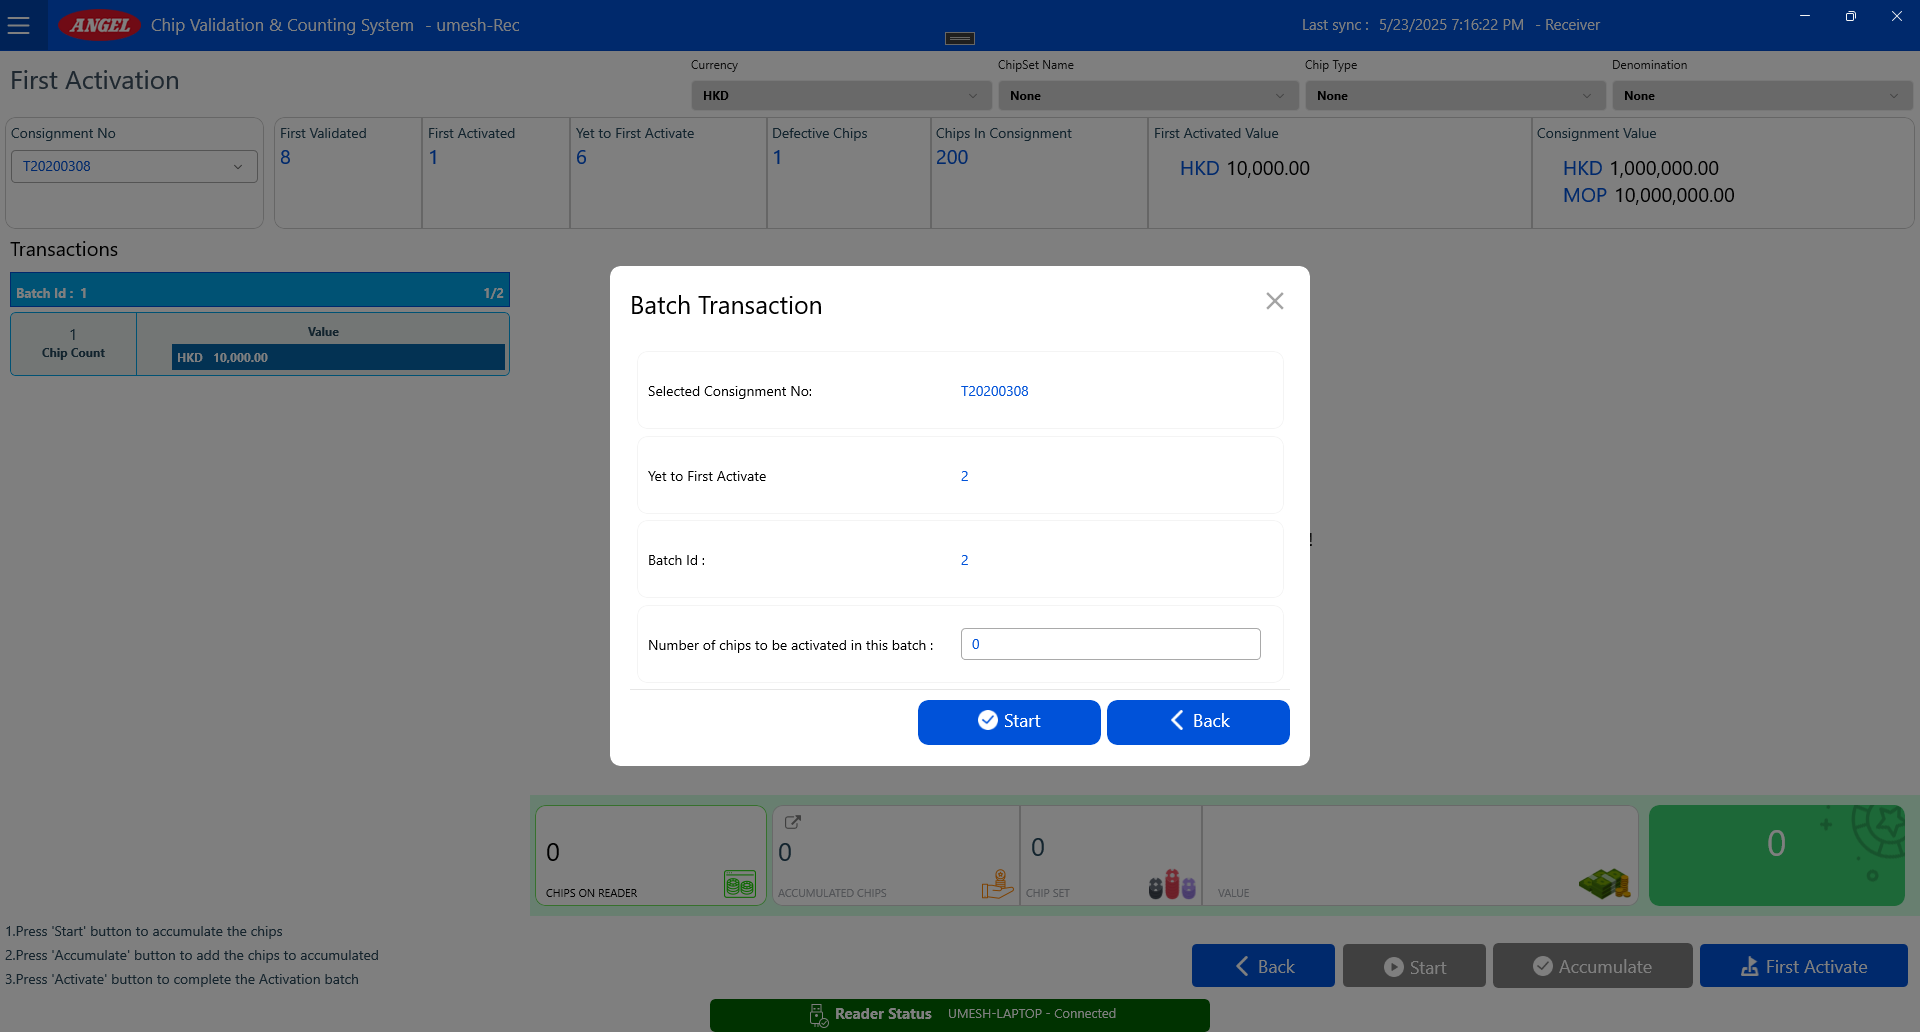 ANGEL Chip Validation & Counting System - umesh-Rec
Last sync : 5/23/2025 7:16:22 PM - Receiver
First Activation
Currency
HKD
ChipSet Name
None
Chip Type
None
Denomination
None
Consignment No
T20200308
First Validated
8
First Activated
1
Yet to First Activate
6
Defective Chips
1
Chips In Consignment
200
First Activated Value
HKD 10,000.00
Consignment Value
HKD 1,000,000.00
MOP 10,000,000.00
Transactions
Batch Id : 1 1/2
1
Chip Count
Value
HKD 10,000.00
Batch Transaction
Selected Consignment No: T20200308
Yet to First Activate 2
Batch Id : 2
Number of chips to be activated in this batch : 0
Start
Back
!
0
CHIPS ON READER
0
ACCUMULATED CHIPS
0
CHIP SET
VALUE
0
1.Press 'Start' button to accumulate the chips
2.Press 'Accumulate' button to add the chips to accumulated
3.Press 'Activate' button to complete the Activation batch
Back
Start
Accumulate
First Activate
Reader Status UMESH-LAPTOP - Connected